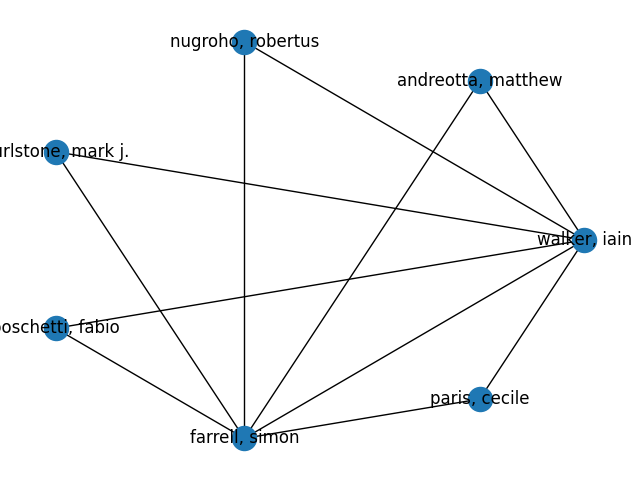 nugroho, robertus
andreotta, matthew
urlstone, mark j.
walker, iain
boschetti, fabio
paris, cecile
farrell, simon